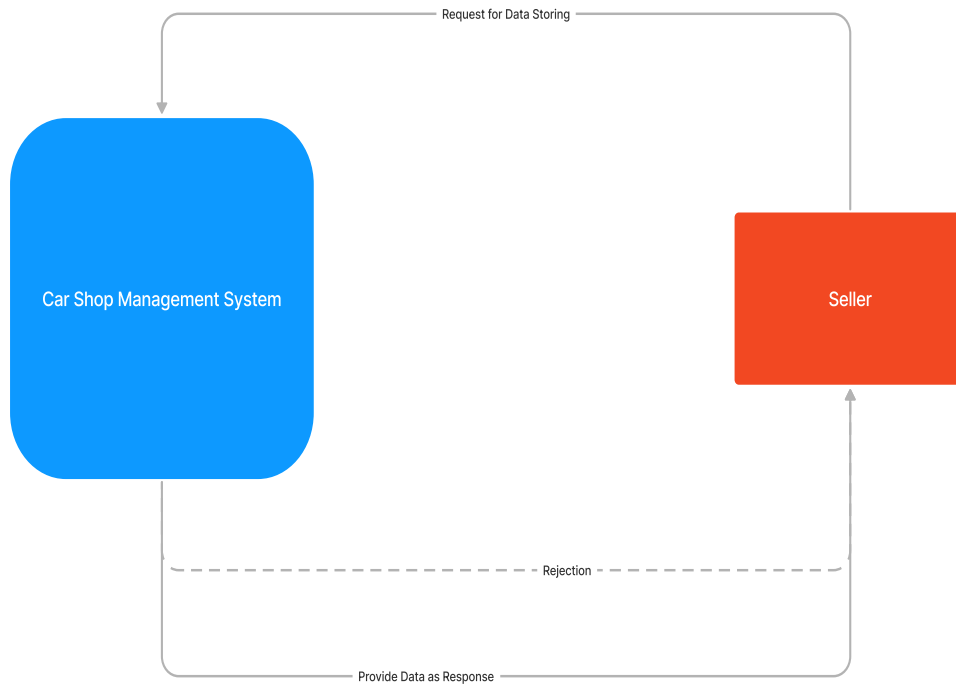 Request for Data Storing
Car Shop Management System
Seller
Rejection
Provide Data as Response